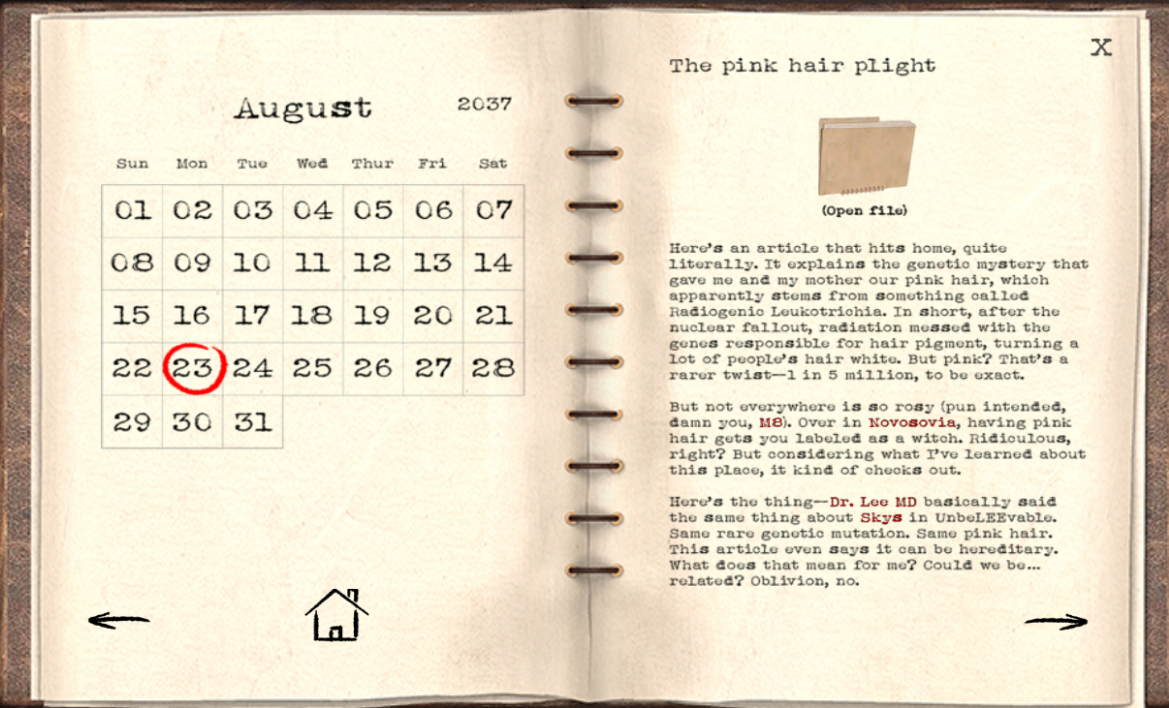 August 2037
Sun Mon Tue Wed Thur Fri Sat
01 02 03 04 05 06 07
08 09 10 11 12 13 14
15 16 17 18 19 20 21
22 23 24 25 26 27 28
29 30 31
X
The pink hair plight
(Open file)
Here's an article that hits home, quite
literally. It explains the genetic mystery that
gave me and my mother our pink hair, which
apparently stems from something called
Radiogenic Leukotrichia. In short, after the
nuclear fallout, radiation messed with the
genes responsible for hair pigment, turning a
lot of people's hair white. But pink? That's a
rarer twist—1 in 5 million, to be exact.
But not everywhere is so rosy (pun intended,
damn you, M8). Over in Novosovia, having pink
hair gets you labeled as a witch. Ridiculous,
right? But considering what I've learned about
this place, it kind of checks out.
Here's the thing—Dr. Lee MD basically said
the same thing about Skys in UnbeLEEvable.
Same rare genetic mutation. Same pink hair.
This article even says it can be hereditary.
What does that mean for me? Could we be...
related? Oblivion, no.